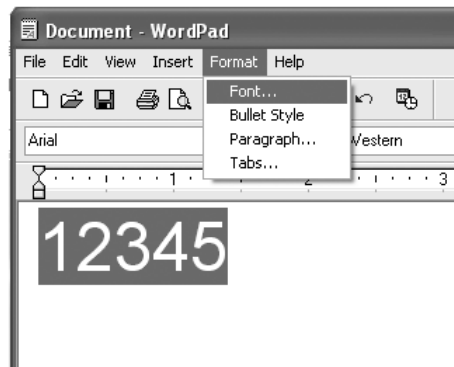 Document - WordPad
File Edit View Insert Format Help
Font...
Bullet Style
Arial
Paragraph...
Western
Tabs...
1 2 3
12345